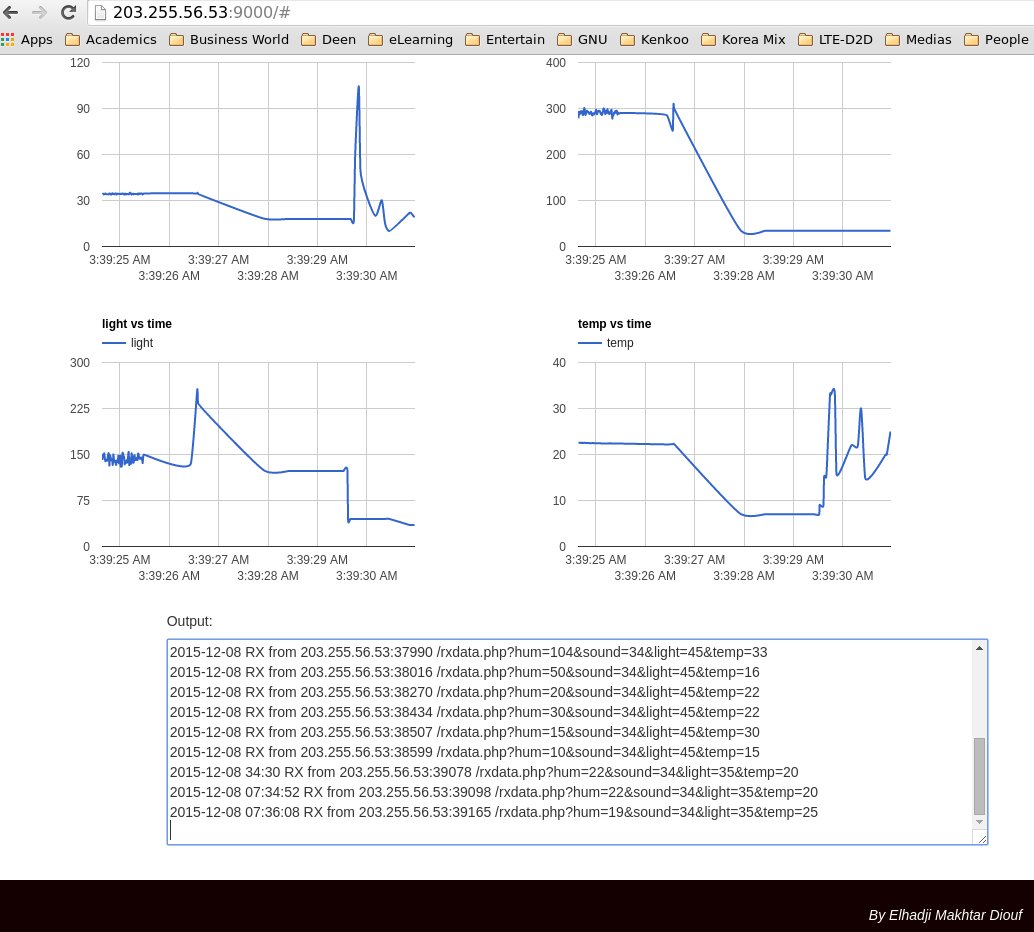 203.255.56.53:9000/#
Apps Academics Business World Deen eLearning Entertain GNU Kenkoo Korea Mix LTE-D2D Medias People
120
90
60
30
0
3:39:25 AM 3:39:27 AM 3:39:29 AM
3:39:26 AM 3:39:28 AM 3:39:30 AM
400
300
200
100
0
3:39:25 AM 3:39:27 AM 3:39:29 AM
3:39:26 AM 3:39:28 AM 3:39:30 AM
light vs time
light
300
225
150
75
0
3:39:25 AM 3:39:27 AM 3:39:29 AM
3:39:26 AM 3:39:28 AM 3:39:30 AM
temp vs time
temp
40
30
20
10
0
3:39:25 AM 3:39:27 AM 3:39:29 AM
3:39:26 AM 3:39:28 AM 3:39:30 AM
Output:
2015-12-08 RX from 203.255.56.53:37990 /rxdata.php?hum=104&sound=34&light=45&temp=33
2015-12-08 RX from 203.255.56.53:38016 /rxdata.php?hum=50&sound=34&light=45&temp=16
2015-12-08 RX from 203.255.56.53:38270 /rxdata.php?hum=20&sound=34&light=45&temp=22
2015-12-08 RX from 203.255.56.53:38434 /rxdata.php?hum=30&sound=34&light=45&temp=22
2015-12-08 RX from 203.255.56.53:38507 /rxdata.php?hum=15&sound=34&light=45&temp=30
2015-12-08 RX from 203.255.56.53:38599 /rxdata.php?hum=10&sound=34&light=45&temp=15
2015-12-08 34:30 RX from 203.255.56.53:39078 /rxdata.php?hum=22&sound=34&light=35&temp=20
2015-12-08 07:34:52 RX from 203.255.56.53:39098 /rxdata.php?hum=22&sound=34&light=35&temp=20
2015-12-08 07:36:08 RX from 203.255.56.53:39165 /rxdata.php?hum=19&sound=34&light=35&temp=25
By Elhadji Makhtar Diouf